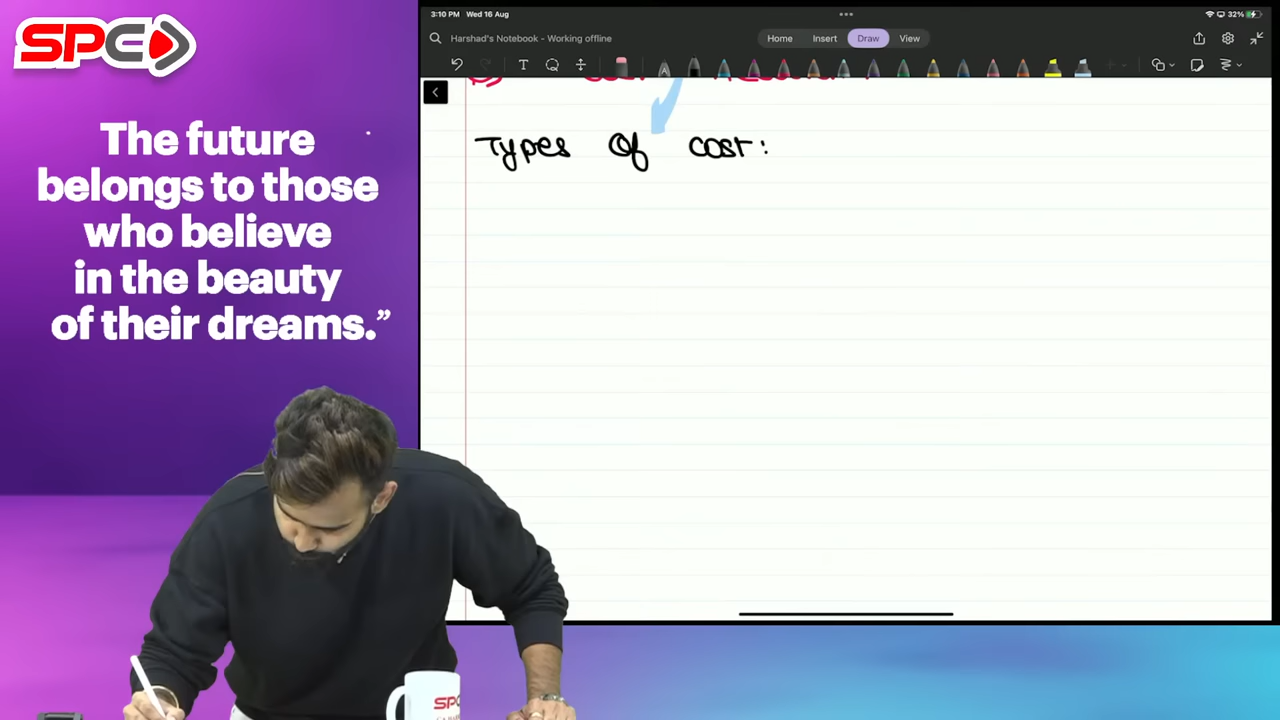 SPC
The future
belongs to those
who believe
in the beauty
of their dreams.”
3:10 PM Wed 16 Aug
32%
Harshad's Notebook - Working offline
Home Insert Draw View
Types Of cost:
SPC